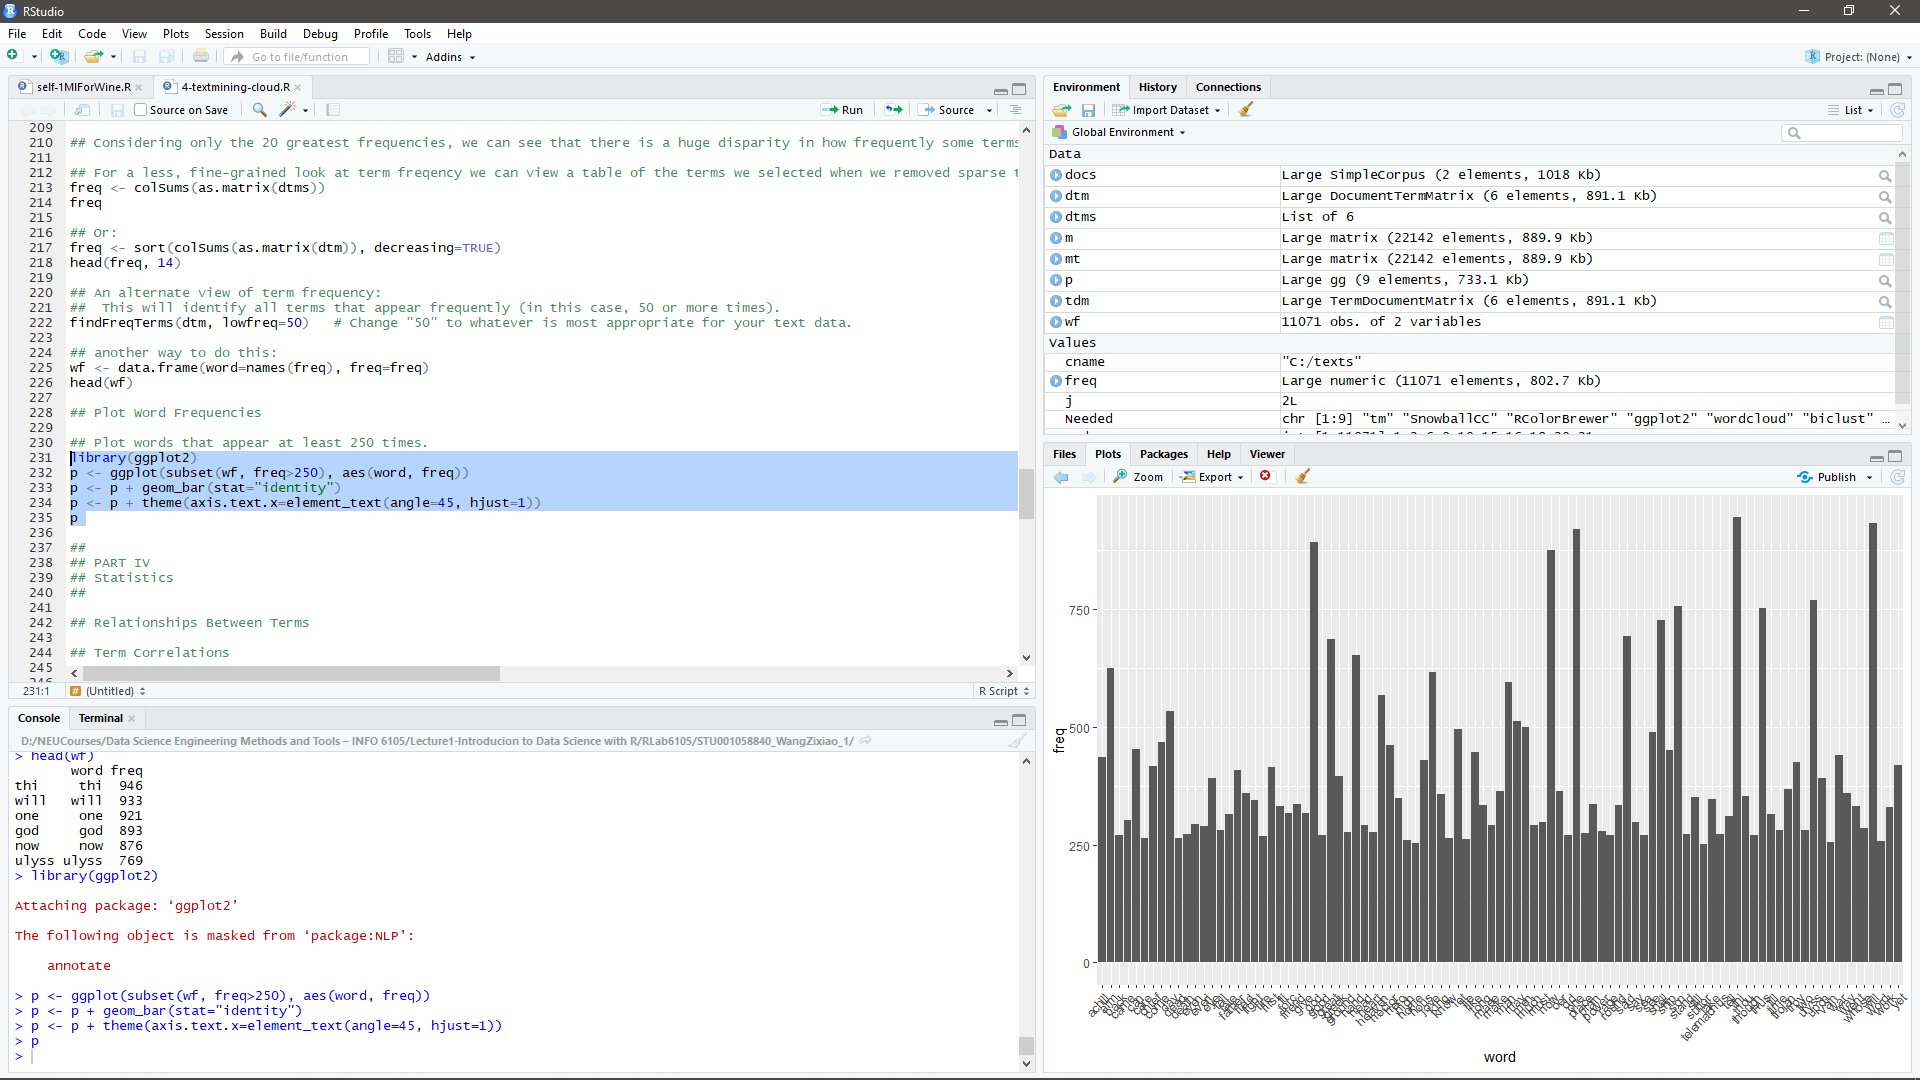 RStudio
File Edit Code View Plots Session Build Debug Profile Tools Help
Go to file/function Addins Project: (None)
self-1MIForWine.R 4-textmining-cloud.R
Source on Save Run Source
209
210 ## Considering only the 20 greatest frequencies, we can see that there is a huge disparity in how frequently some terms
211
212 ## For a less, fine-grained look at term freqency we can view a table of the terms we selected when we removed sparse t
213 freq <- colSums(as.matrix(dtms))
214 freq
215
216 ## Or:
217 freq <- sort(colSums(as.matrix(dtm)), decreasing=TRUE)
218 head(freq, 14)
219
220 ## An alternate view of term frequency:
221 ##  This will identify all terms that appear frequently (in this case, 50 or more times).
222 findFreqTerms(dtm, lowfreq=50)   # Change "50" to whatever is most appropriate for your text data.
223
224 ## another way to do this:
225 wf <- data.frame(word=names(freq), freq=freq)
226 head(wf)
227
228 ## Plot Word Frequencies
229
230 ## Plot words that appear at least 250 times.
231 library(ggplot2)
232 p <- ggplot(subset(wf, freq>250), aes(word, freq))
233 p <- p + geom_bar(stat="identity")
234 p <- p + theme(axis.text.x=element_text(angle=45, hjust=1))
235 p
236
237 ##
238 ## PART IV
239 ## Statistics
240 ##
241
242 ## Relationships Between Terms
243
244 ## Term Correlations
245
231:1 (Untitled) R Script
Console Terminal
D:/NEUCourses/Data Science Engineering Methods and Tools – INFO 6105/Lecture1-Introducion to Data Science with R/RLab6105/STU001058840_WangZixiao_1/
> head(wf)
word freq
thi thi 946
will will 933
one one 921
god god 893
now now 876
ulyss ulyss 769
> library(ggplot2)
Attaching package: ‘ggplot2’
The following object is masked from ‘package:NLP’:
annotate
> p <- ggplot(subset(wf, freq>250), aes(word, freq))
> p <- p + geom_bar(stat="identity")
> p <- p + theme(axis.text.x=element_text(angle=45, hjust=1))
> p
>
Environment History Connections
Import Dataset List
Global Environment
Data
docs Large SimpleCorpus (2 elements, 1018 Kb)
dtm Large DocumentTermMatrix (6 elements, 891.1 Kb)
dtms List of 6
m Large matrix (22142 elements, 889.9 Kb)
mt Large matrix (22142 elements, 889.9 Kb)
p Large gg (9 elements, 733.1 Kb)
tdm Large TermDocumentMatrix (6 elements, 891.1 Kb)
wf 11071 obs. of 2 variables
Values
cname "C:/texts"
freq Large numeric (11071 elements, 802.7 Kb)
j 2L
Needed chr [1:9] "tm" "SnowballCC" "RColorBrewer" "ggplot2" "wordcloud" "biclust" …
Files Plots Packages Help Viewer
Zoom Export Publish
750
500
250
0
freq
telemachus
yet
word